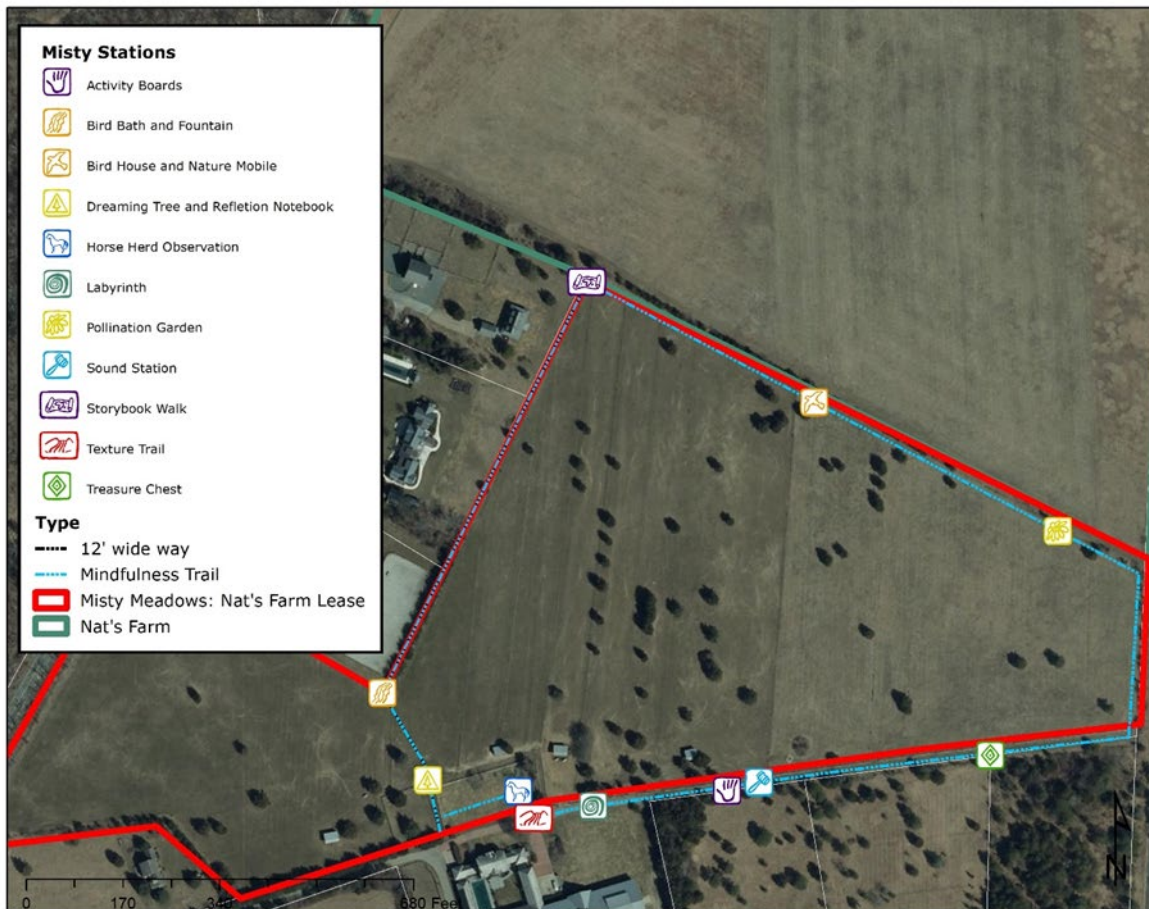 Misty Stations
Activity Boards
Bird Bath and Fountain
Bird House and Nature Mobile
Dreaming Tree and Refletion Notebook
Horse Herd Observation
Labyrinth
Pollination Garden
Sound Station
Storybook Walk
Texture Trail
Treasure Chest
Type
12' wide way
Mindfulness Trail
Misty Meadows: Nat's Farm Lease
Nat's Farm
0 170 340 680 Feet
N